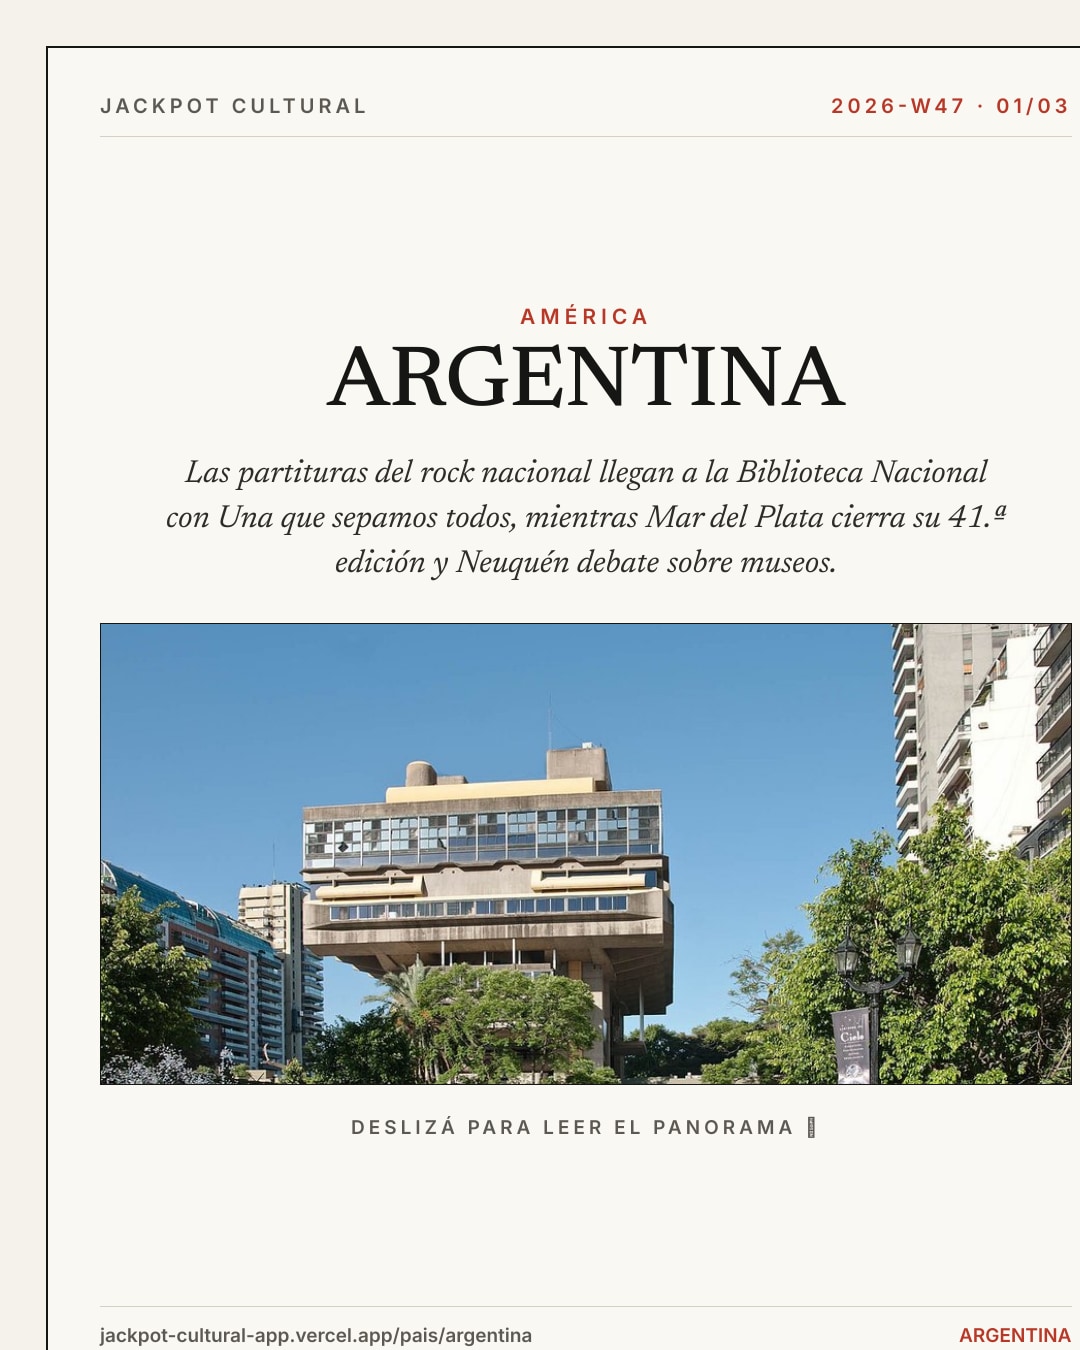 JACKPOT CULTURAL
2026-W47 · 01/03
AMÉRICA
ARGENTINA
Las partituras del rock nacional llegan a la Biblioteca Nacional
con Una que sepamos todos, mientras Mar del Plata cierra su 41.ª
edición y Neuquén debate sobre museos.
Cielo
DESLIZÁ PARA LEER EL PANORAMA
jackpot-cultural-app.vercel.app/pais/argentina
ARGENTINA